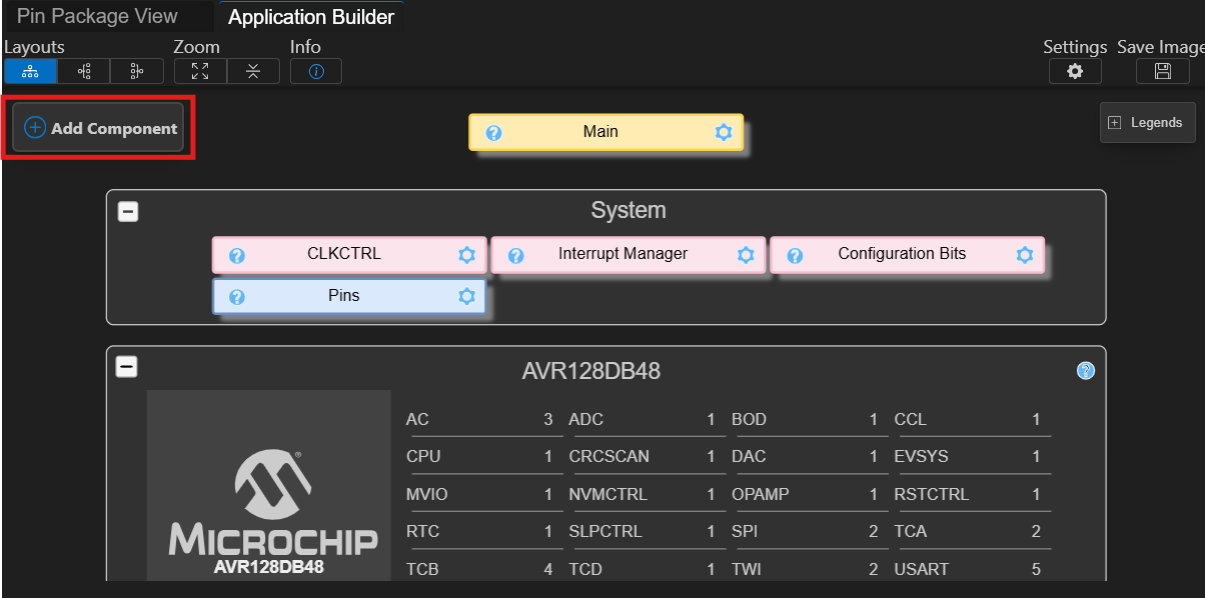 Pin Package View Application Builder
Layouts Zoom Info Settings Save Image
Add Component Main Legends
System
CLKCTRL Interrupt Manager Configuration Bits
Pins
AVR128DB48
AC 3 ADC 1 BOD 1 CCL 1
CPU 1 CRCSCAN 1 DAC 1 EVSYS 1
MVIO 1 NVMCTRL 1 OPAMP 1 RSTCTRL 1
RTC 1 SLPCTRL 1 SPI 2 TCA 2
TCB 4 TCD 1 TWI 2 USART 5
MICROCHIP
AVR128DB48